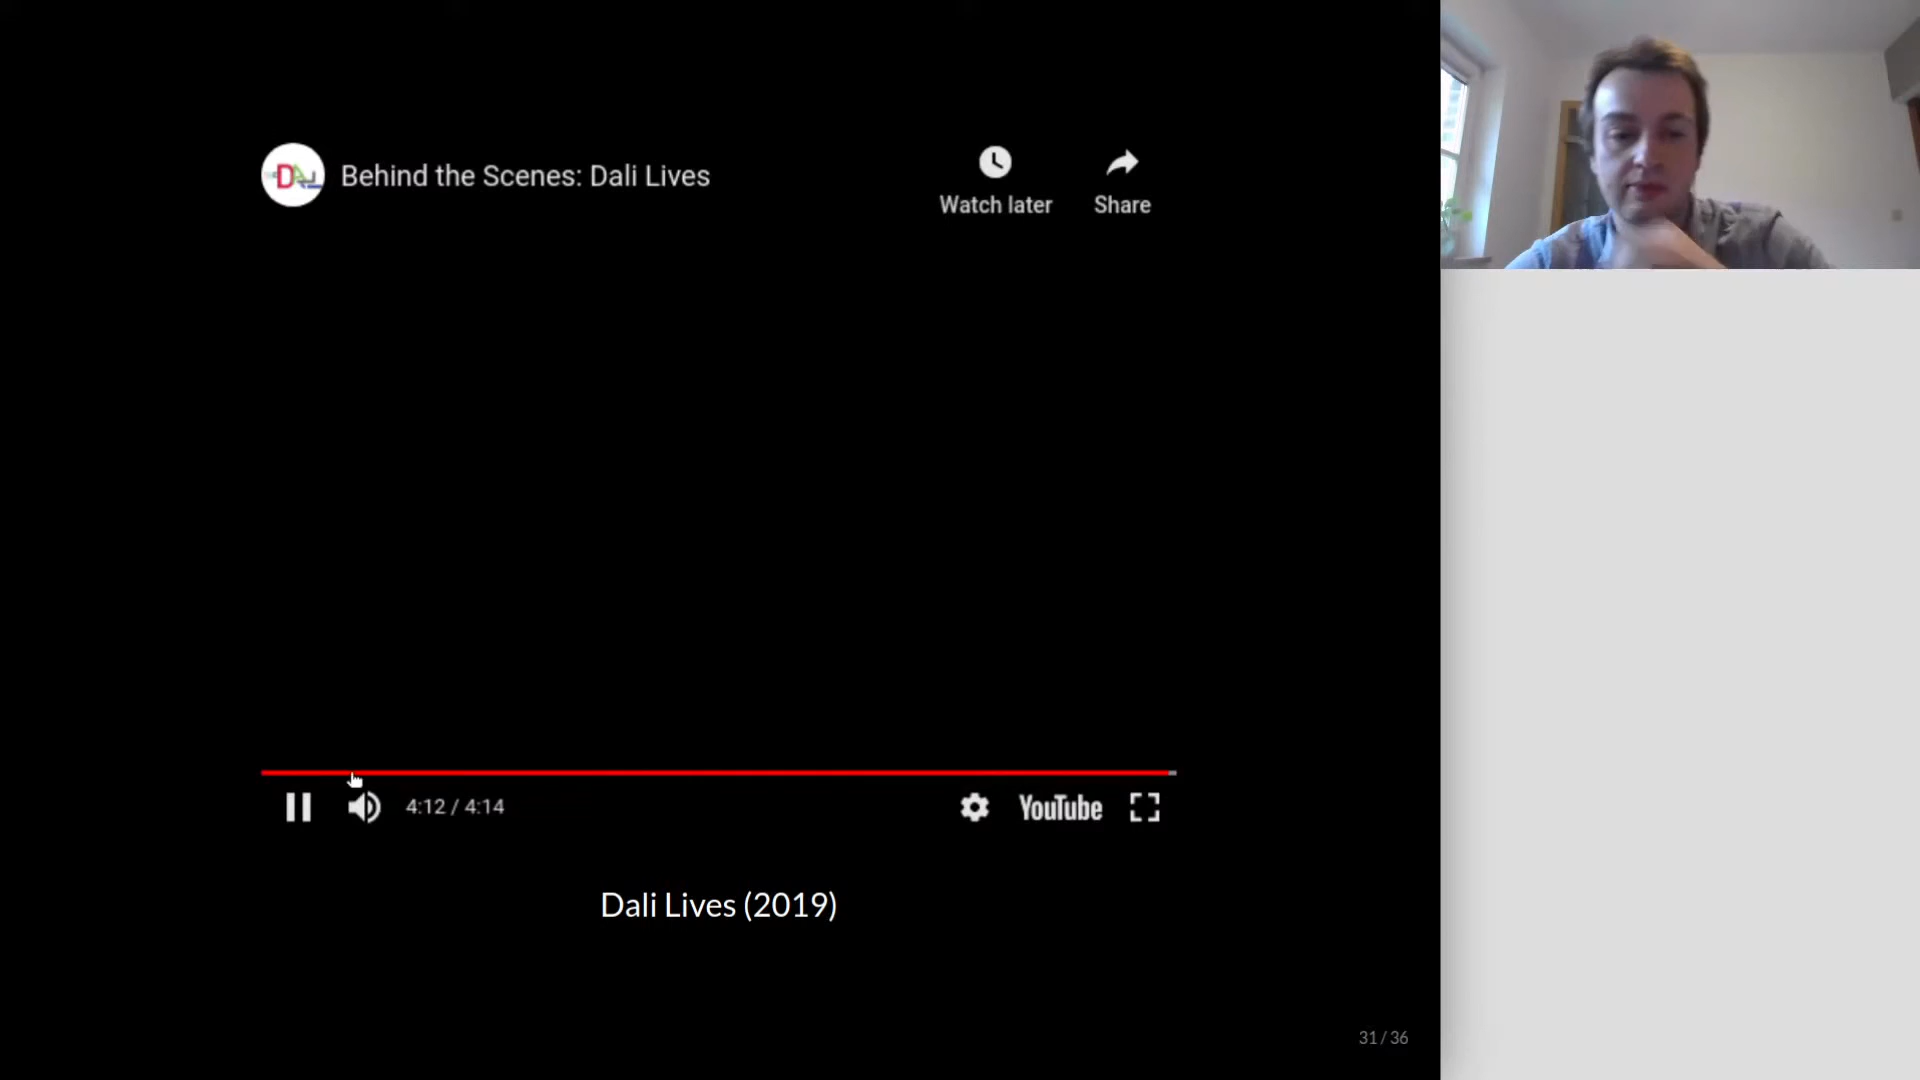 Behind the Scenes: Dali Lives
Watch later
Share
4:12 / 4:14
YouTube
Dali Lives (2019)
31 / 36